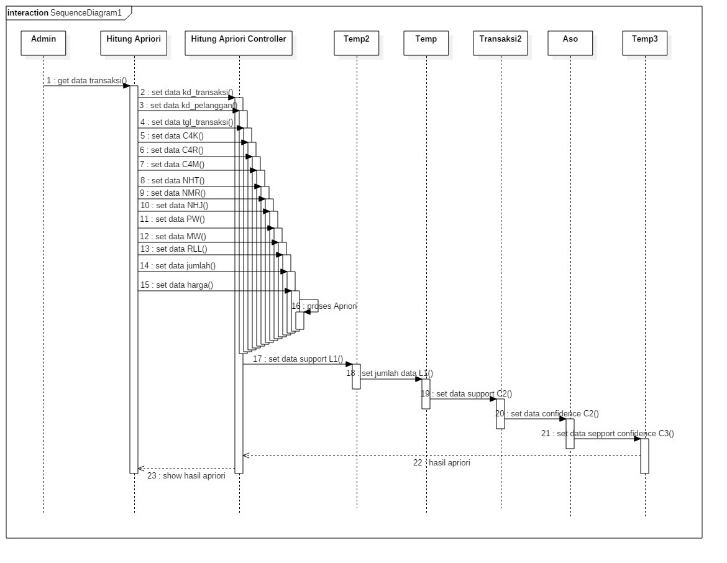 interaction SequenceDiagram1
Admin
Hitung Apriori
Hitung Apriori Controller
Temp2
Temp
Transaksi2
Aso
Temp3
1 : get data transaksi()
2 : set data kd_transaksi()
3 : set data kd_pelanggan()
4 : set data tgl_transaksi()
5 : set data C4K()
6 : set data C4R()
7 : set data C4M()
8 : set data NHT()
9 : set data NMR()
10 : set data NHJ()
11 : set data PW()
12 : set data MW()
13 : set data RLL()
14 : set data jumlah()
15 : set data harga()
16 : proses Apriori
17 : set data support L1()
18 : set jumlah data L1()
19 : set data support C2()
20 : set data confidence C2()
21 : set data sepport confidence C3()
22 : hasil apriori
23 : show hasil apriori